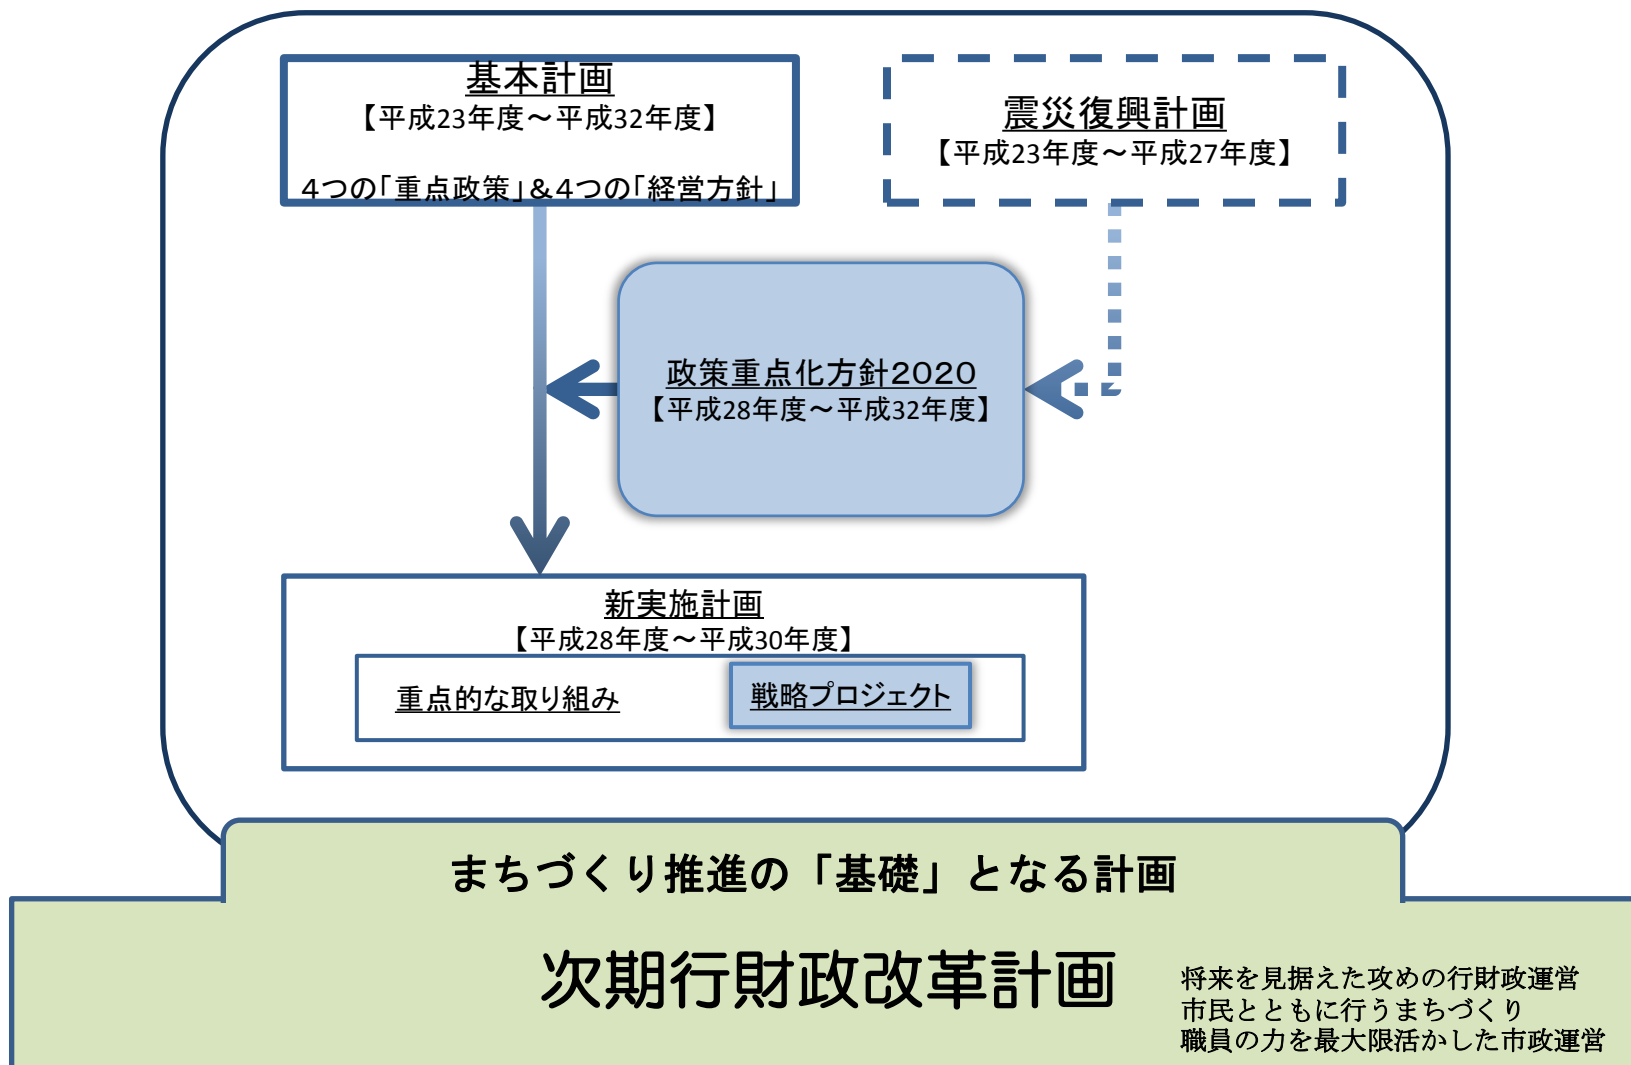 基本計画
【平成23年度～平成32年度】
４つの「重点政策」＆４つの「経営方針」
震災復興計画
【平成23年度～平成27年度】
政策重点化方針２０２０
【平成28年度～平成32年度】
新実施計画
【平成28年度～平成30年度】
重点的な取り組み
戦略プロジェクト
まちづくり推進の「基礎」となる計画
次期行財政改革計画
将来を見据えた攻めの行財政運営
市民とともに行うまちづくり
職員の力を最大限活かした市政運営